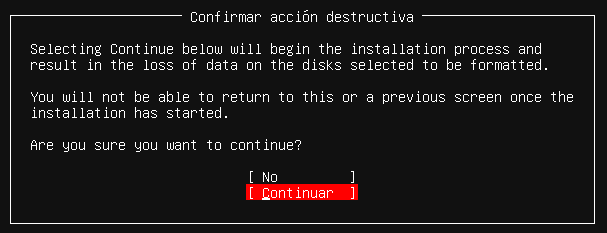 Confirmar acción destructiva
Selecting Continue below will begin the installation process and
result in the loss of data on the disks selected to be formatted.
You will not be able to return to this or a previous screen once the
installation has started.
Are you sure you want to continue?
[ No ]
[ Continuar ]